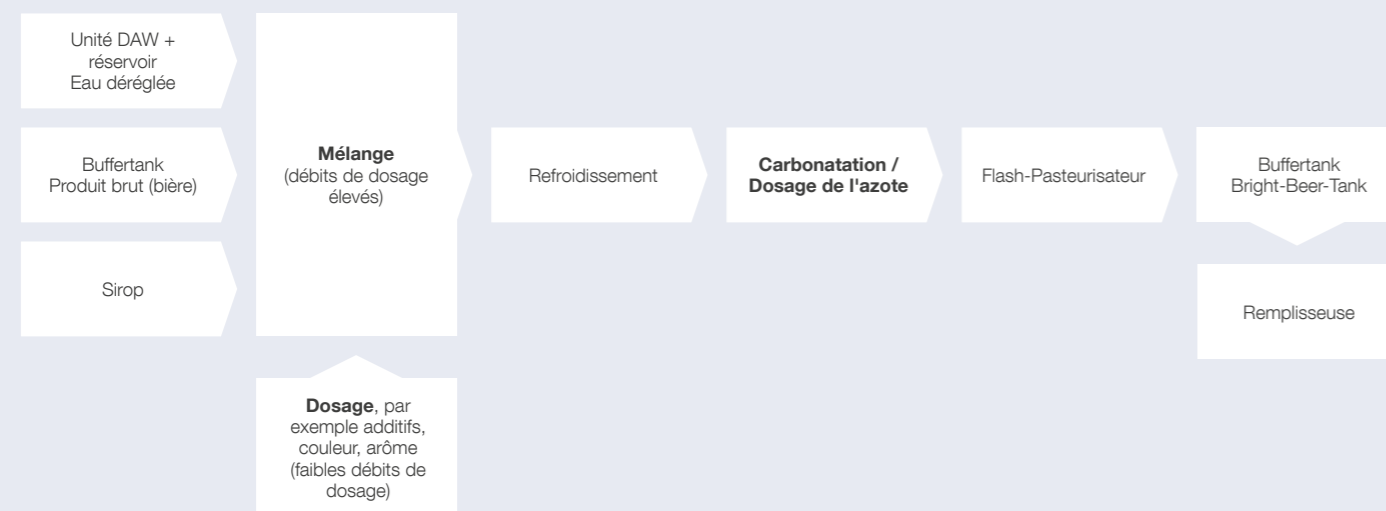 Unité DAW +
réservoir
Eau déréglée
Buffertank
Produit brut (bière)
Sirop
Mélange
(débits de dosage
élevés)
Dosage, par
exemple additifs,
couleur, arôme
(faibles débits de
dosage)
Refroidissement
Carbonatation /
Dosage de l'azote
Flash-Pasteurisateur
Buffertank
Bright-Beer-Tank
Remplisseuse